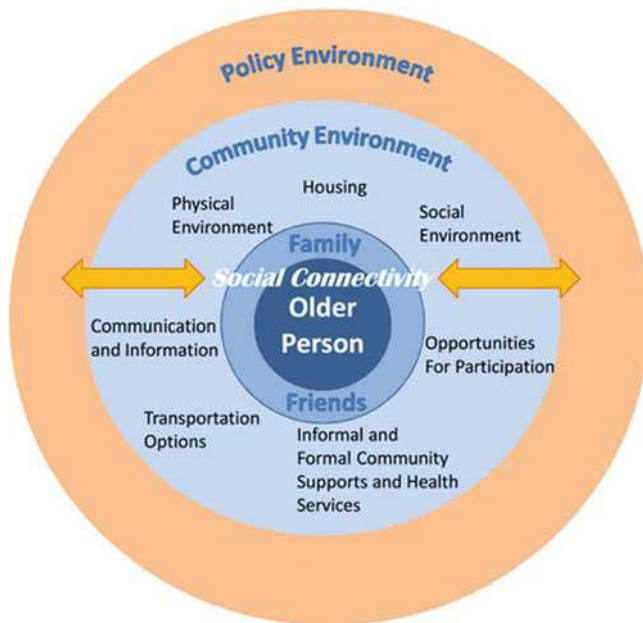 Policy Environment
Community Environment
Housing
Physical
Environment
Social
Environment
Family
Social Connectivity
Older
Person
Communication
and Information
Opportunities
For Participation
Friends
Transportation
Options
Informal and
Formal Community
Supports and Health
Services